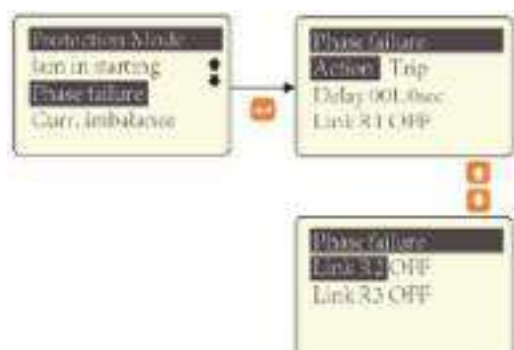 Protection Mode
Jam in starting
Phase failure
Curr. imbalance
Phase failure
Action Trip
Delay 001.0sec
Link R1 OFF
Phase failure
Link R2 OFF
Link R3 OFF